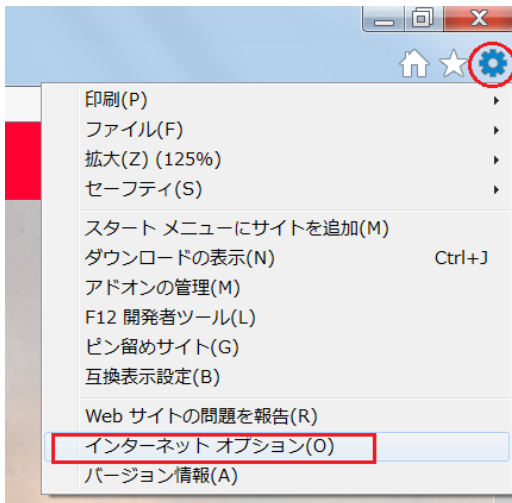 印刷(P)
ファイル(F)
拡大(Z) (125%)
セーフティ(S)
スタート メニューにサイトを追加(M)
ダウンロードの表示(N) Ctrl+J
アドオンの管理(M)
F12 開発者ツール(L)
ピン留めサイト(G)
互換表示設定(B)
Web サイトの問題を報告(R)
インターネット オプション(O)
バージョン情報(A)